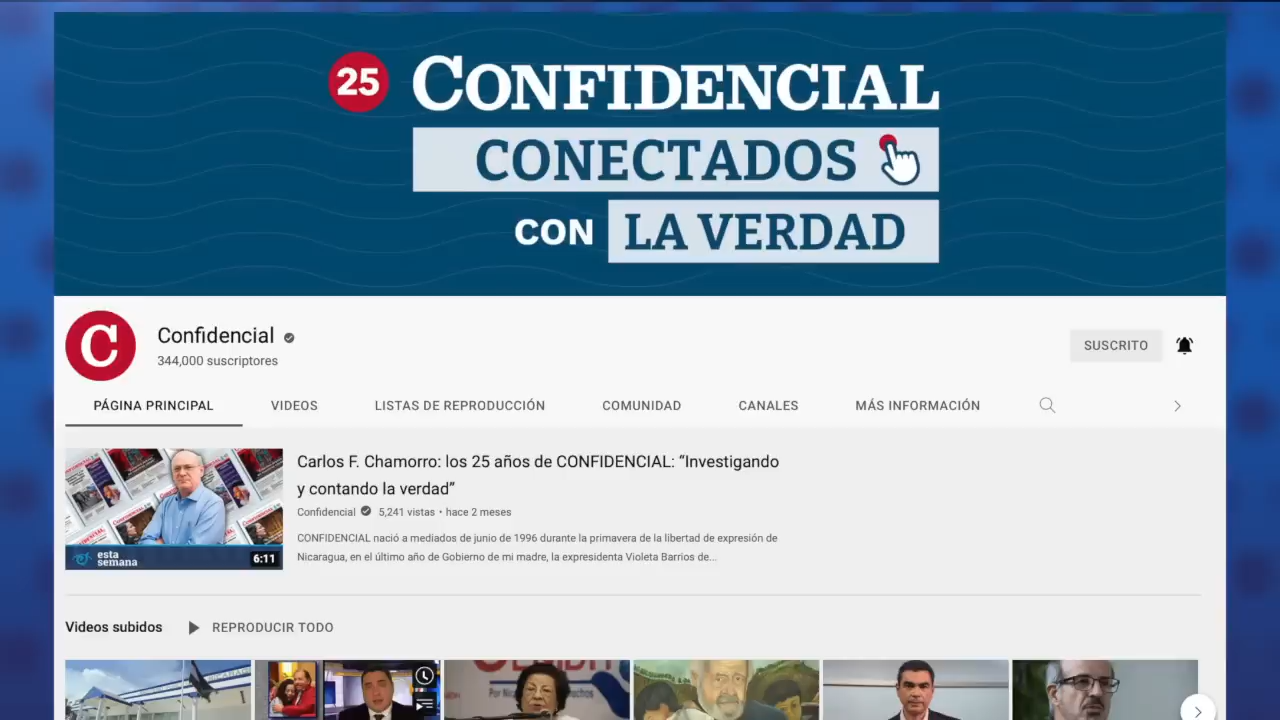 25 CONFIDENCIAL
CONECTADOS
CON LA VERDAD
C
Confidencial
344,000 suscriptores
SUSCRITO
PÁGINA PRINCIPAL VIDEOS LISTAS DE REPRODUCCIÓN COMUNIDAD CANALES MÁS INFORMACIÓN
Carlos F. Chamorro: los 25 años de CONFIDENCIAL: “Investigando
y contando la verdad”
Confidencial 5,241 vistas • hace 2 meses
CONFIDENCIAL nació a mediados de junio de 1996 durante la primavera de la libertad de expresión de
Nicaragua, en el último año de Gobierno de mi madre, la expresidenta Violeta Barrios de...
esta
semana
6:11
Videos subidos REPRODUCIR TODO